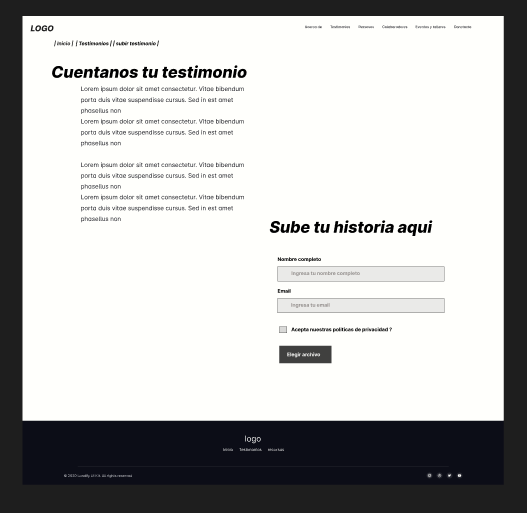 LOGO
Acerca de Testimonios Recursos Colaboradores Eventos y talleres Donciones
| Inicio | | Testimonios | | subir testimonio |
Cuentanos tu testimonio
Lorem ipsum dolor sit amet consectetur. Vitae bibendum
porta duis vitae suspendisse cursus. Sed in est amet
phasellus non
Lorem ipsum dolor sit amet consectetur. Vitae bibendum
porta duis vitae suspendisse cursus. Sed in est amet
phasellus non
Lorem ipsum dolor sit amet consectetur. Vitae bibendum
porta duis vitae suspendisse cursus. Sed in est amet
phasellus non
Lorem ipsum dolor sit amet consectetur. Vitae bibendum
porta duis vitae suspendisse cursus. Sed in est amet
phasellus non
Sube tu historia aqui
Nombre completo
Ingresa tu nombre completo
Email
Ingresa tu email
Acepta nuestras politicas de privacidad ?
Elegir archivo
logo
Inicio Testimonios recursos
All rights reserved